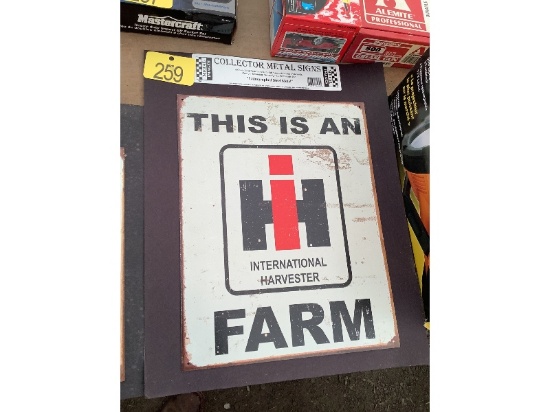 Mastercraft
ALEMITE
PROFESSIONAL
259
COLLECTOR METAL SIGNS
THIS IS AN
IH
INTERNATIONAL
HARVESTER
FARM